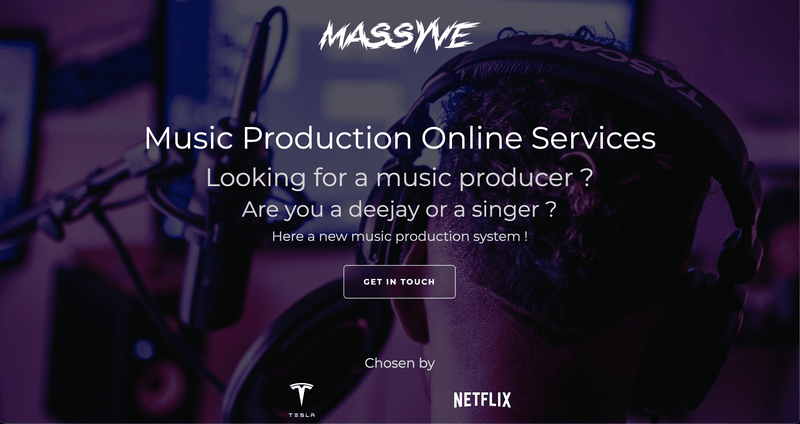 MASSYVE
TASCAM
Music Production Online Services
Looking for a music producer ?
Are you a deejay or a singer ?
Here a new music production system !
GET IN TOUCH
Chosen by
TESLA
NETFLIX